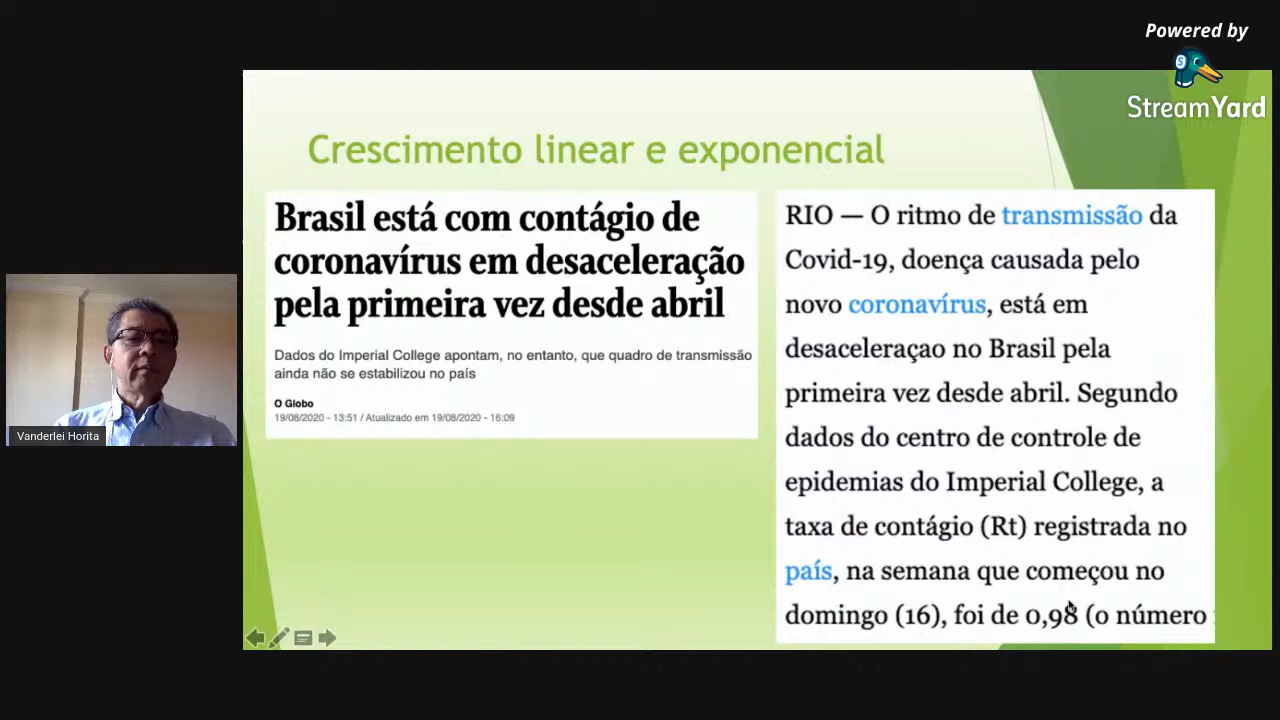 Powered by
StreamYard
Crescimento linear e exponencial
Brasil está com contágio de
coronavírus em desaceleração
pela primeira vez desde abril
Dados do Imperial College apontam, no entanto, que quadro de transmissão
ainda não se estabilizou no país
O Globo
19/08/2020 - 13:51 / Atualizado em 19/08/2020 - 16:09
RIO — O ritmo de transmissão da
Covid-19, doença causada pelo
novo coronavírus, está em
desaceleraçao no Brasil pela
primeira vez desde abril. Segundo
dados do centro de controle de
epidemias do Imperial College, a
taxa de contágio (Rt) registrada no
país, na semana que começou no
domingo (16), foi de 0,98 (o número
Vanderlei Horita